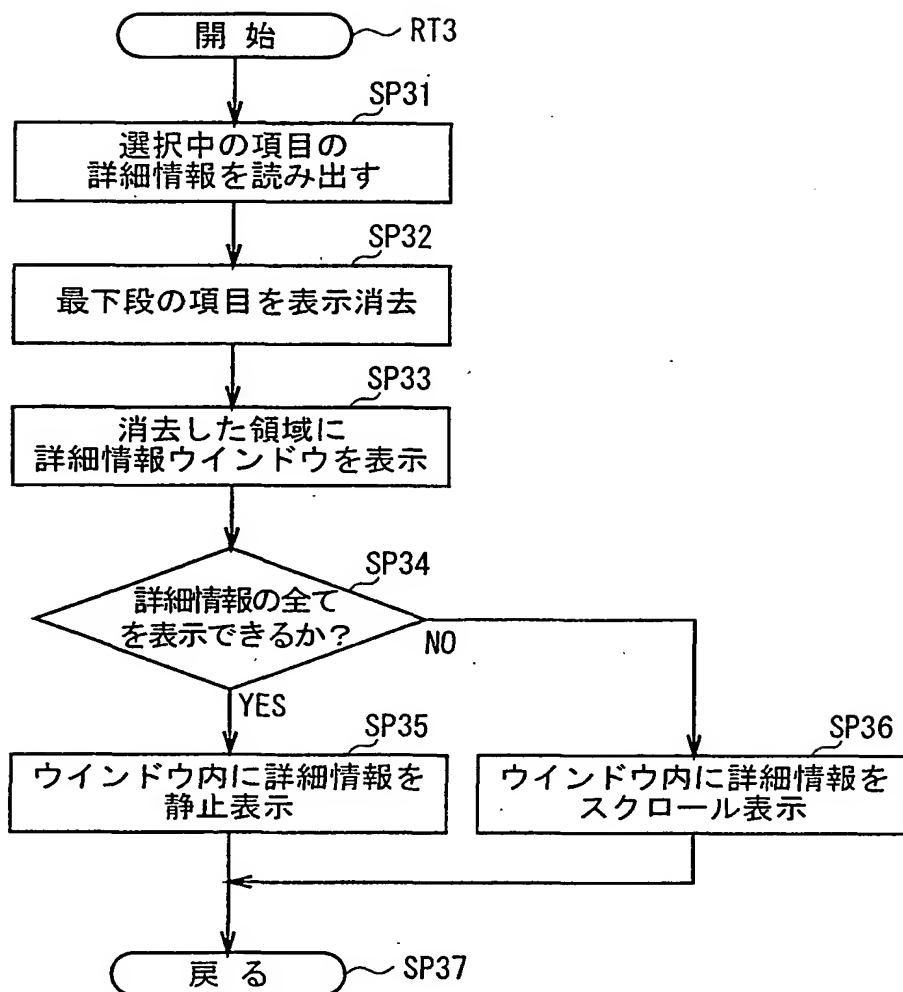 開 始
RT3
SP31
選択中の項目の
詳細情報を読み出す
SP32
最下段の項目を表示消去
SP33
消去した領域に
詳細情報ウインドウを表示
SP34
詳細情報の全て
を表示できるか?
NO
YES
SP35
ウインドウ内に詳細情報を
静止表示
SP36
ウインドウ内に詳細情報を
スクロール表示
戻 る
SP37